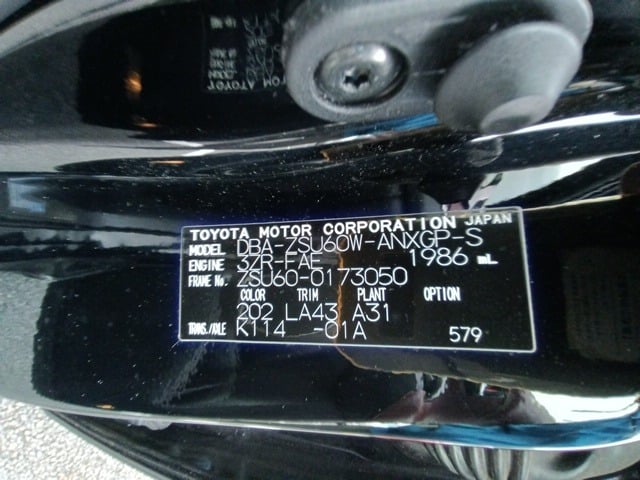 TOYOTA MOTOR CORPORATION JAPAN
MODEL DBA-ZSU60W-ANXGP-S
ENGINE 3ZR-FAE 1986 mL
FRAME No. ZSU60-0173050
COLOR TRIM PLANT OPTION
202 LA43 A31
TRANS./AXLE K114 -01A 579